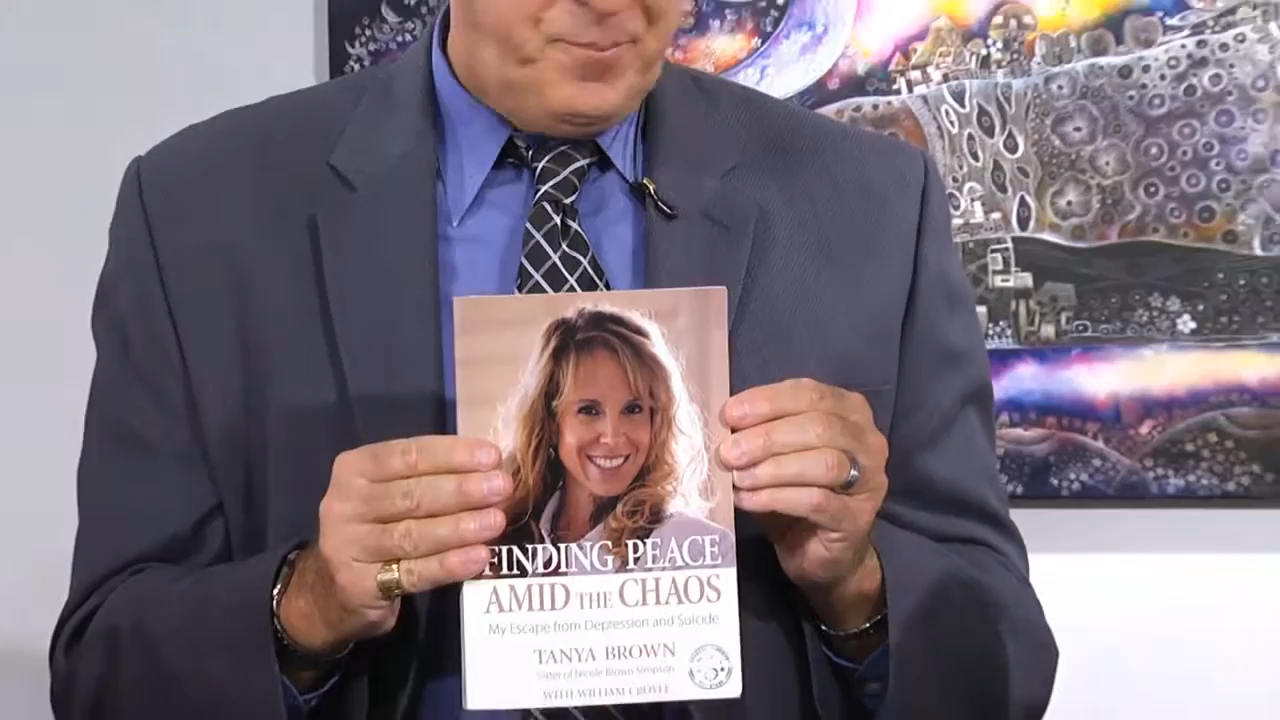 FINDING PEACE
AMID THE CHAOS
My Escape from Depression and Suicide
TANYA BROWN
Sister of Nicole Brown Simpson
WITH WILLIAM CROYLE